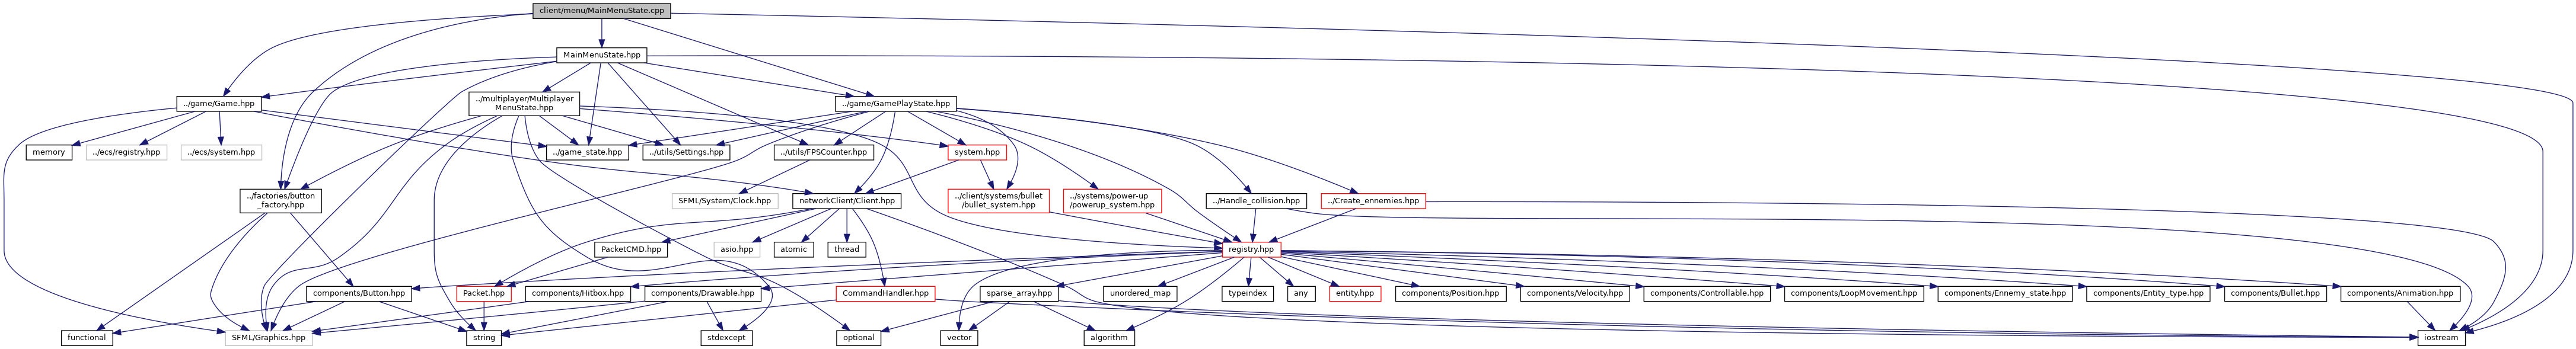 client/menu/MainMenuState.cpp
MainMenuState.hpp
../game/Game.hpp
../multiplayer/Multiplayer
MenuState.hpp
../game/GamePlayState.hpp
memory
../ecs/registry.hpp
../ecs/system.hpp
../game_state.hpp
../utils/Settings.hpp
../utils/FPSCounter.hpp
system.hpp
../factories/button
_factory.hpp
SFML/System/Clock.hpp
networkClient/Client.hpp
../client/systems/bullet
/bullet_system.hpp
../systems/power-up
/powerup_system.hpp
../Handle_collision.hpp
../Create_ennemies.hpp
PacketCMD.hpp
asio.hpp
atomic
thread
registry.hpp
components/Button.hpp
Packet.hpp
components/Hitbox.hpp
components/Drawable.hpp
CommandHandler.hpp
sparse_array.hpp
unordered_map
typeindex
any
entity.hpp
components/Position.hpp
components/Velocity.hpp
components/Controllable.hpp
components/LoopMovement.hpp
components/Ennemy_state.hpp
components/Entity_type.hpp
components/Bullet.hpp
components/Animation.hpp
functional
SFML/Graphics.hpp
string
stdexcept
optional
vector
algorithm
iostream